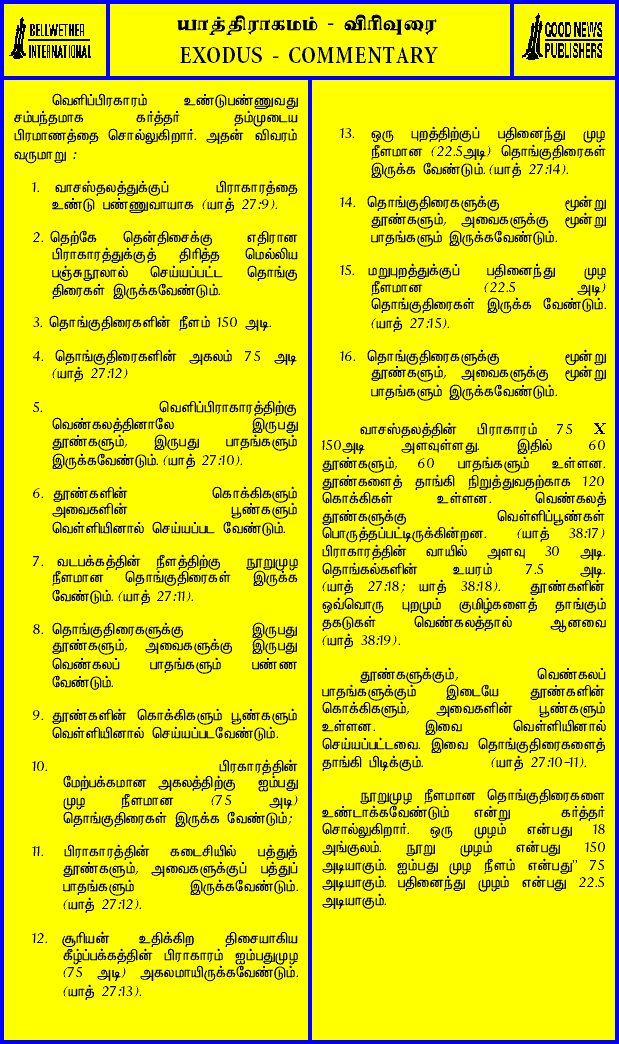 BELLWETHER
INTERNATIONAL
யாத்திராகமம் - விரிவுரை
EXODUS - COMMENTARY
GOOD NEWS
PUBLISHERS
வெளிப்பிரகாரம் உண்டுபண்ணுவது
சம்பந்தமாக கர்த்தர் தம்முடைய
பிரமாணத்தை சொல்லுகிறார். அதன் விவரம்
வருமாறு :
1. வாசஸ்தலத்துக்குப் பிராகாரத்தை
உண்டு பண்ணுவாயாக (யாத் 27:9).
2. தெற்கே தென்திசைக்கு எதிரான
பிராகாரத்துக்குத் திரித்த மெல்லிய
பஞ்சுநூலால் செய்யப்பட்ட தொங்கு
திரைகள் இருக்கவேண்டும்.
3. தொங்குதிரைகளின் நீளம் 150 அடி.
4. தொங்குதிரைகளின் அகலம் 75 அடி
(யாத் 27:12)
5. வெளிப்பிராகாரத்திற்கு
வெண்கலத்தினாலே இருபது
தூண்களும், இருபது பாதங்களும்
இருக்கவேண்டும். (யாத் 27:10).
6. தூண்களின் கொக்கிகளும்
அவைகளின் பூண்களும்
வெள்ளியினால் செய்யப்பட வேண்டும்.
7. வடபக்கத்தின் நீளத்திற்கு நூறுமுழ
நீளமான தொங்குதிரைகள் இருக்க
வேண்டும். (யாத் 27:11).
8. தொங்குதிரைகளுக்கு இருபது
தூண்களும், அவைகளுக்கு இருபது
வெண்கலப் பாதங்களும் பண்ண
வேண்டும்.
9. தூண்களின் கொக்கிகளும் பூண்களும்
வெள்ளியினால் செய்யப்படவேண்டும்.
10. பிரகாரத்தின்
மேற்பக்கமான அகலத்திற்கு ஐம்பது
முழ நீளமான (75 அடி)
தொங்குதிரைகள் இருக்க வேண்டும்;
11. பிராகாரத்தின் கடைசியில் பத்துத்
தூண்களும், அவைகளுக்குப் பத்துப்
பாதங்களும் இருக்கவேண்டும்.
(யாத் 27:12).
12. சூரியன் உதிக்கிற திசையாகிய
கீழ்ப்பக்கத்தின் பிராகாரம் ஐம்பதுமுழ
(75 அடி) அகலமாயிருக்கவேண்டும்.
(யாத் 27:13).
13. ஒரு புறத்திற்குப் பதினைந்து முழ
நீளமான (22.5அடி) தொங்குதிரைகள்
இருக்க வேண்டும். (யாத் 27:14).
14. தொங்குதிரைகளுக்கு மூன்று
தூண்களும், அவைகளுக்கு மூன்று
பாதங்களும் இருக்கவேண்டும்.
15. மறுபுறத்துக்குப் பதினைந்து முழ
நீளமான (22.5 அடி)
தொங்குதிரைகள் இருக்க வேண்டும்.
(யாத் 27:15).
16. தொங்குதிரைகளுக்கு மூன்று
தூண்களும், அவைகளுக்கு மூன்று
பாதங்களும் இருக்கவேண்டும்.
வாசஸ்தலத்தின் பிராகாரம் 75 X
150அடி அளவுள்ளது. இதில் 60
தூண்களும், 60 பாதங்களும் உள்ளன.
தூண்களைத் தாங்கி நிறுத்துவதற்காக 120
கொக்கிகள் உள்ளன. வெண்கலத்
தூண்களுக்கு வெள்ளிப்பூண்கள்
பொருத்தப்பட்டிருக்கின்றன. (யாத் 38:17)
பிராகாரத்தின் வாயில் அளவு 30 அடி.
தொங்கல்களின் உயரம் 7.5 அடி.
(யாத் 27:18; யாத் 38:18). தூண்களின்
ஒவ்வொரு புறமும் குமிழ்களைத் தாங்கும்
தகடுகள் வெண்கலத்தால் ஆனவை
(யாத் 38:19).
தூண்களுக்கும், வெண்கலப்
பாதங்களுக்கும் இடையே தூண்களின்
கொக்கிகளும், அவைகளின் பூண்களும்
உள்ளன. இவை வெள்ளியினால்
செய்யப்பட்டவை. இவை தொங்குதிரைகளைத்
தாங்கி பிடிக்கும். (யாத் 27:10-11).
நூறுமுழ நீளமான தொங்குதிரைகளை
உண்டாக்கவேண்டும் என்று கர்த்தர்
சொல்லுகிறார். ஒரு முழம் என்பது 18
அங்குலம். நூறு முழம் என்பது 150
அடியாகும். ஐம்பது முழ நீளம் என்பது" 75
அடியாகும். பதினைந்து முழம் என்பது 22.5
அடியாகும்.